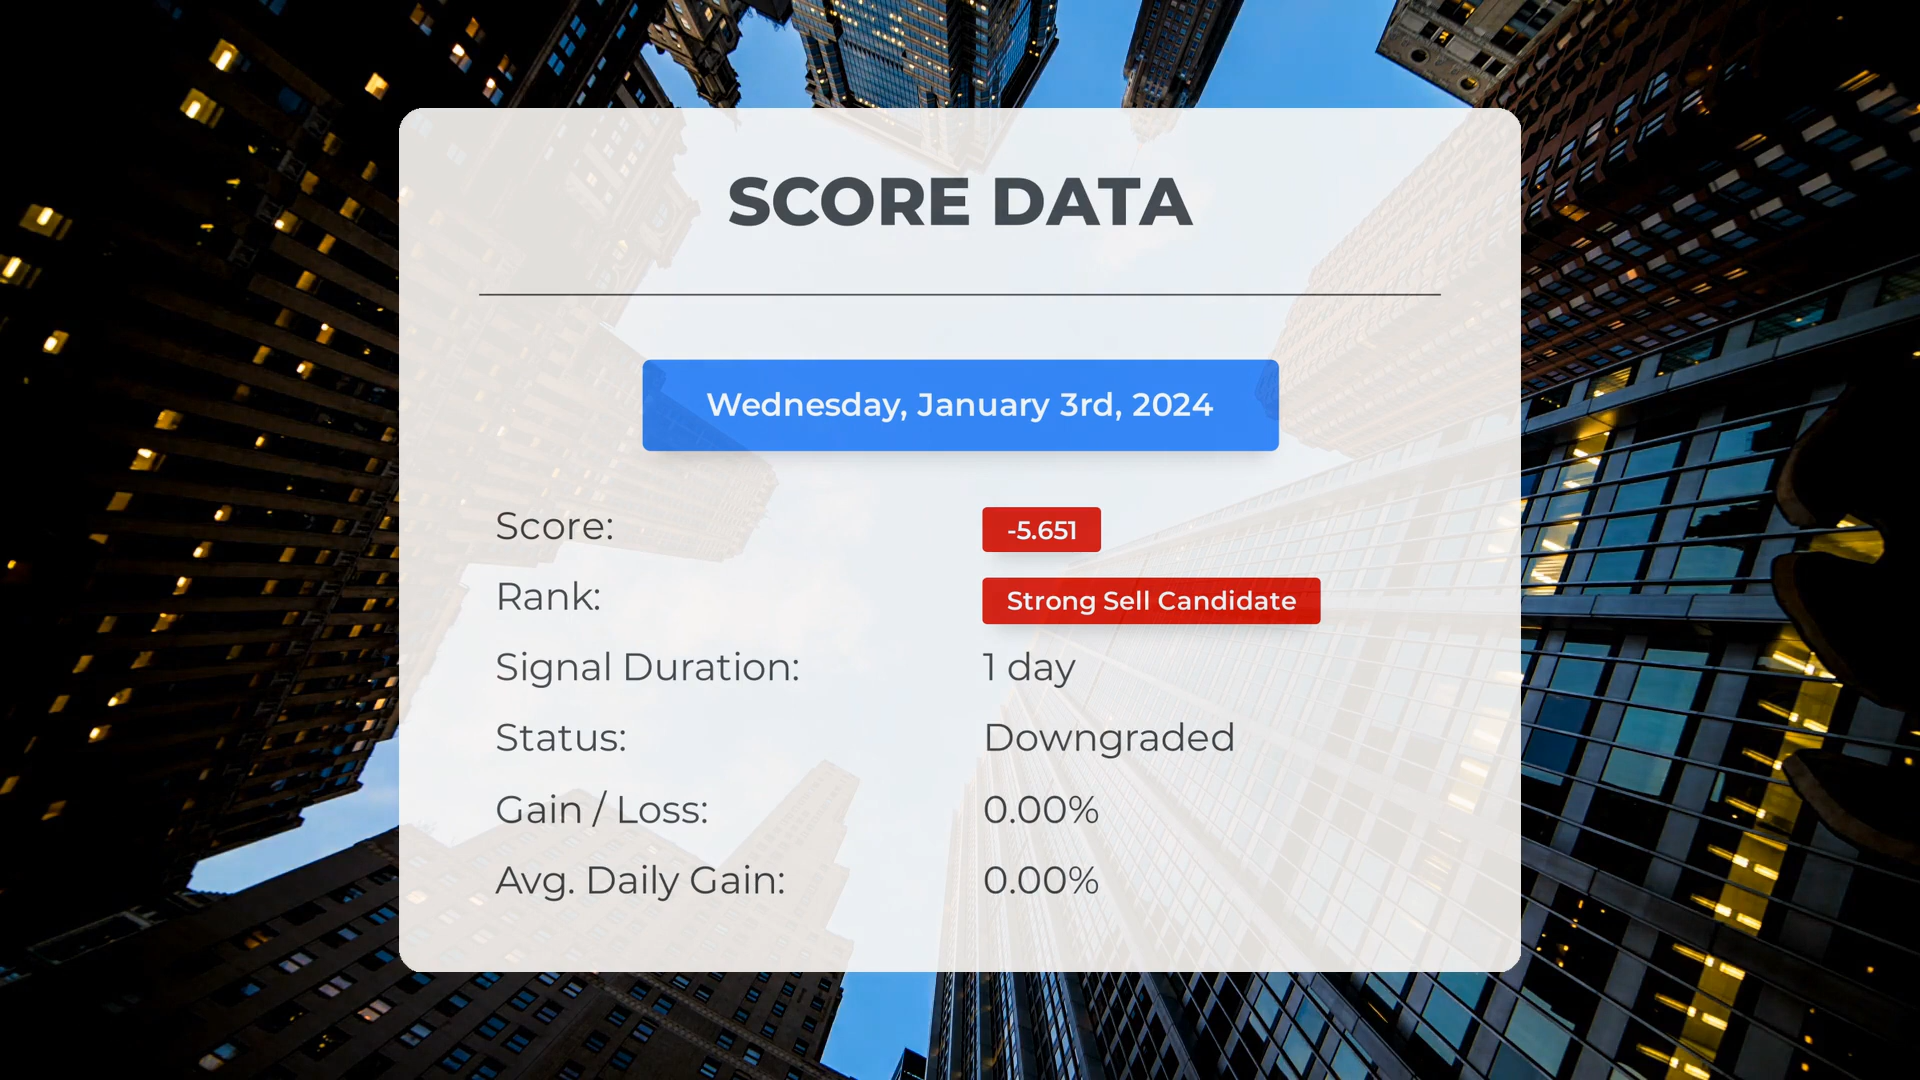 SCORE DATA
Wednesday, January 3rd, 2024
Score: -5.651
Rank: Strong Sell Candidate
Signal Duration: 1 day
Status: Downgraded
Gain / Loss: 0.00%
Avg. Daily Gain: 0.00%